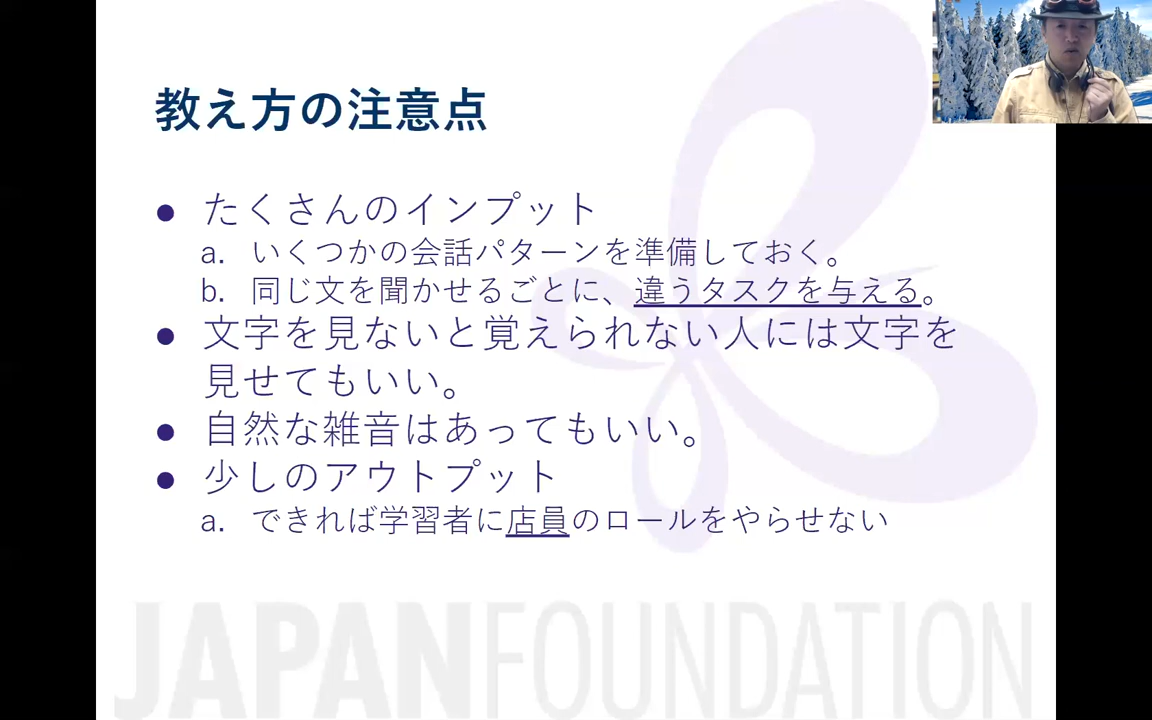 教え方の注意点
● たくさんのインプット
a. いくつかの会話パターンを準備しておく。
b. 同じ文を聞かせるごとに、違うタスクを与える。
● 文字を見ないと覚えられない人には文字を
見せてもいい。
● 自然な雑音はあってもいい。
● 少しのアウトプット
a. できれば学習者に店員のロールをやらせない
JAPANFOUNDATION